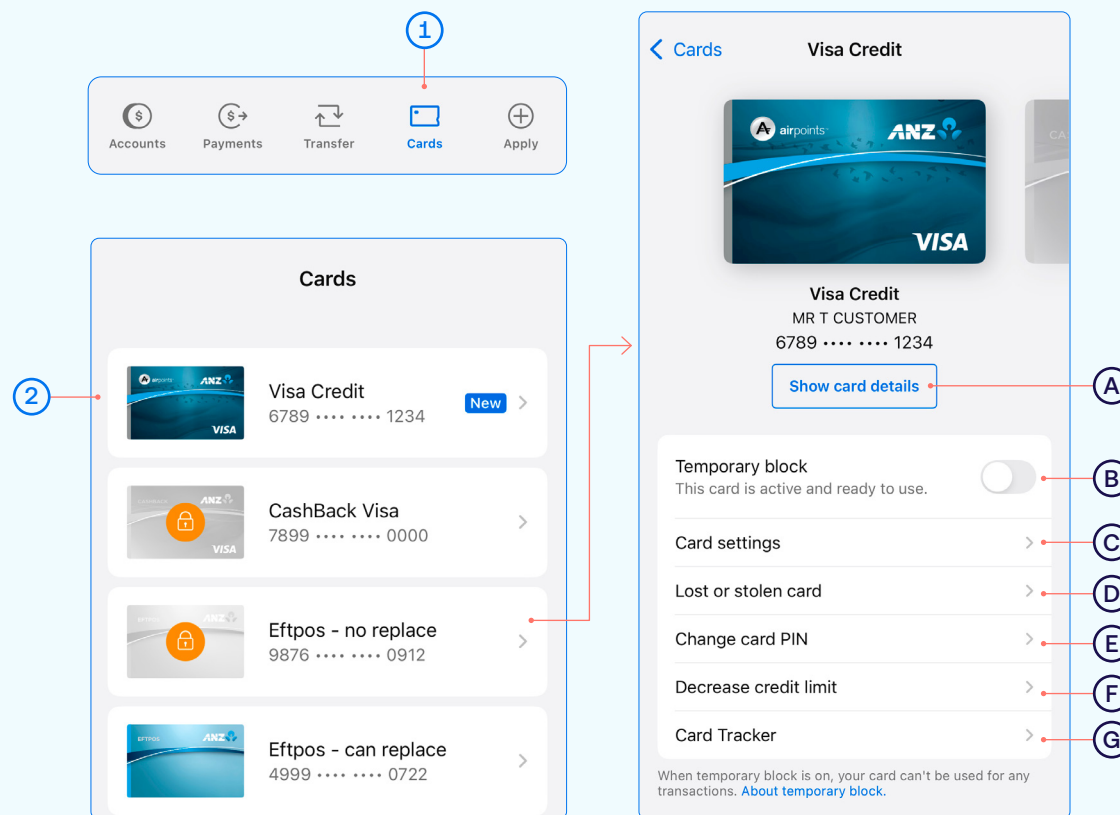 1
Accounts
Payments
Transfer
Cards
Apply
Cards
2
airpoints
ANZ
VISA
Visa Credit
6789 •••• •••• 1234
New
CASHBACK
ANZ
VISA
CashBack Visa
7899 •••• •••• 0000
EFTPOS
ANZ
Eftpos - no replace
9876 •••• •••• 0912
EFTPOS
ANZ
Eftpos - can replace
4999 •••• •••• 0722
Cards
Visa Credit
airpoints™
ANZ
CA
VISA
Visa Credit
MR T CUSTOMER
6789 •••• •••• 1234
Show card details
A
Temporary block
This card is active and ready to use.
B
Card settings
C
Lost or stolen card
D
Change card PIN
E
Decrease credit limit
F
Card Tracker
G
When temporary block is on, your card can't be used for any
transactions. About temporary block.